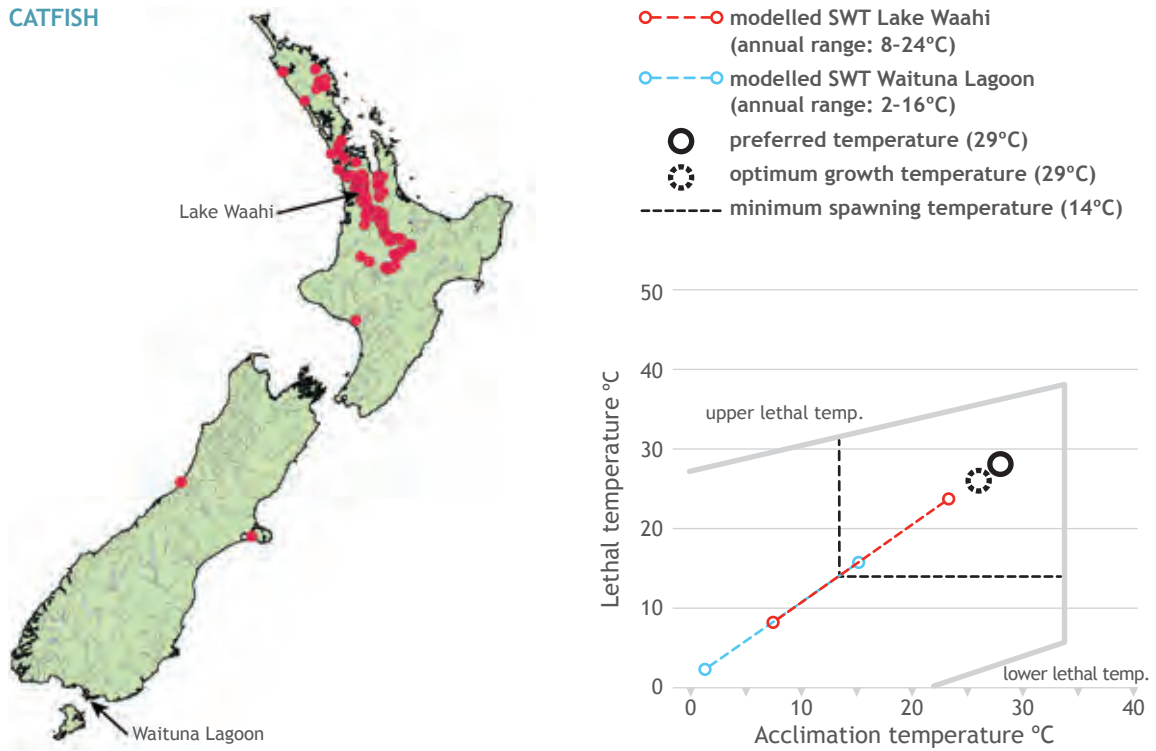 CATFISH
Lake Waahi
Waituna Lagoon
modelled SWT Lake Waahi
(annual range: 8-24ºC)
modelled SWT Waituna Lagoon
(annual range: 2-16ºC)
preferred temperature (29ºC)
optimum growth temperature (29ºC)
minimum spawning temperature (14ºC)
Lethal temperature ºC
50
40
30
20
10
0
upper lethal temp.
lower lethal temp.
0 10 20 30 40
Acclimation temperature ºC